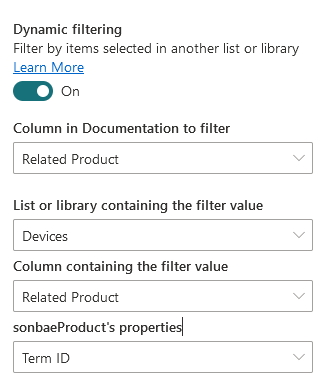 Dynamic filtering
Filter by items selected in another list or library
Learn More
On
Column in Documentation to filter
Related Product
List or library containing the filter value
Devices
Column containing the filter value
Related Product
sonbaeProduct's properties
Term ID